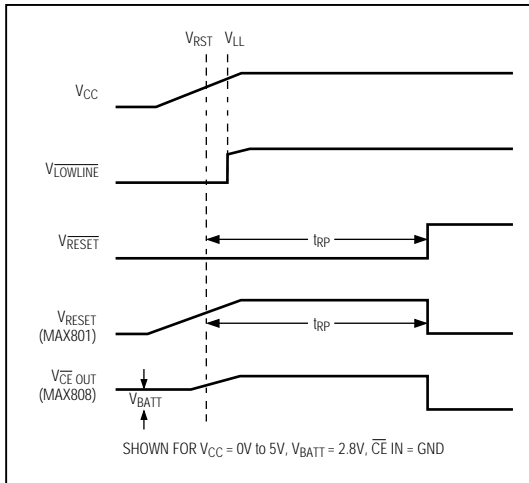 VRST VLL
VCC
VLOWLINE
VRESET
tRP
VRESET
(MAX801)
tRP
VCE OUT
(MAX808)
VBATT
SHOWN FOR VCC = 0V to 5V, VBATT = 2.8V, CE IN = GND